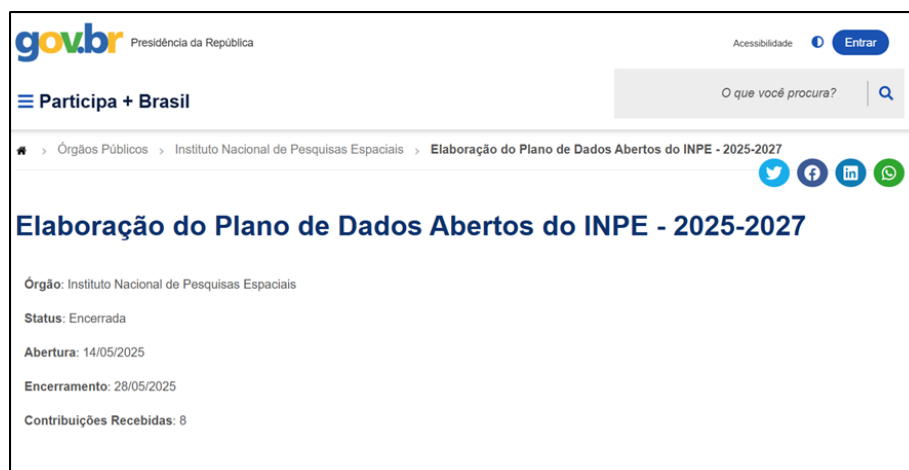 gov.br Presidência da República
Acessibilidade Entrar
Participa + Brasil
O que você procura?
> Órgãos Públicos > Instituto Nacional de Pesquisas Espaciais > Elaboração do Plano de Dados Abertos do INPE - 2025-2027
Elaboração do Plano de Dados Abertos do INPE - 2025-2027
Órgão: Instituto Nacional de Pesquisas Espaciais
Status: Encerrada
Abertura: 14/05/2025
Encerramento: 28/05/2025
Contribuições Recebidas: 8